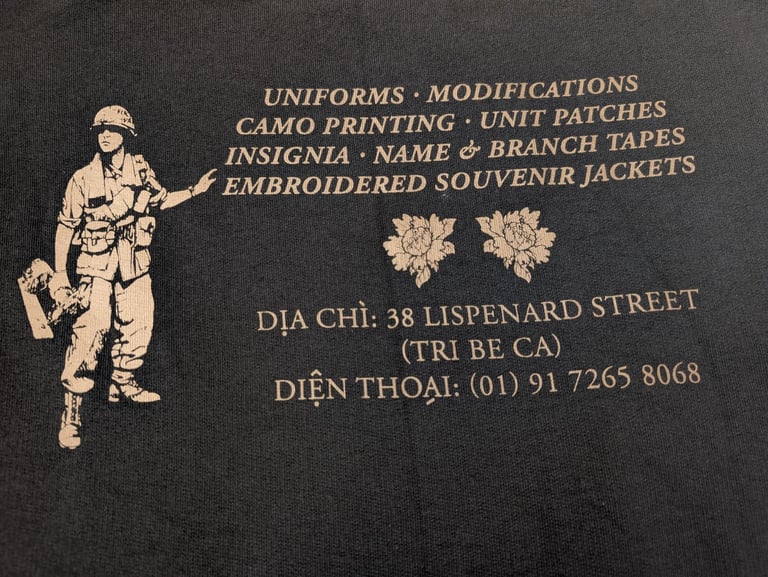 UNIFORMS · MODIFICATIONS
CAMO PRINTING · UNIT PATCHES
INSIGNIA · NAME & BRANCH TAPES
EMBROIDERED SOUVENIR JACKETS
DỊA CHÌ: 38 LISPENARD STREET
(TRI BE CA)
DIỆN THOẠI: (01) 91 7265 8068